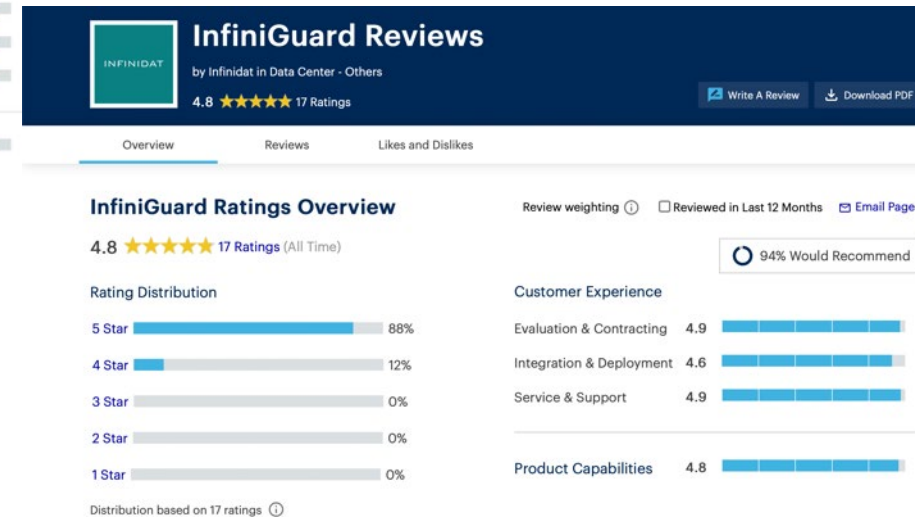 INFINIDAT
InfiniGuard Reviews
by Infinidat in Data Center - Others
4.8 17 Ratings
Write A Review
Download PDF
Overview
Reviews
Likes and Dislikes
InfiniGuard Ratings Overview
Review weighting
Reviewed in Last 12 Months
Email Page
4.8 17 Ratings (All Time)
94% Would Recommend
Rating Distribution
5 Star 88%
4 Star 12%
3 Star 0%
2 Star 0%
1 Star 0%
Distribution based on 17 ratings
Customer Experience
Evaluation & Contracting 4.9
Integration & Deployment 4.6
Service & Support 4.9
Product Capabilities 4.8